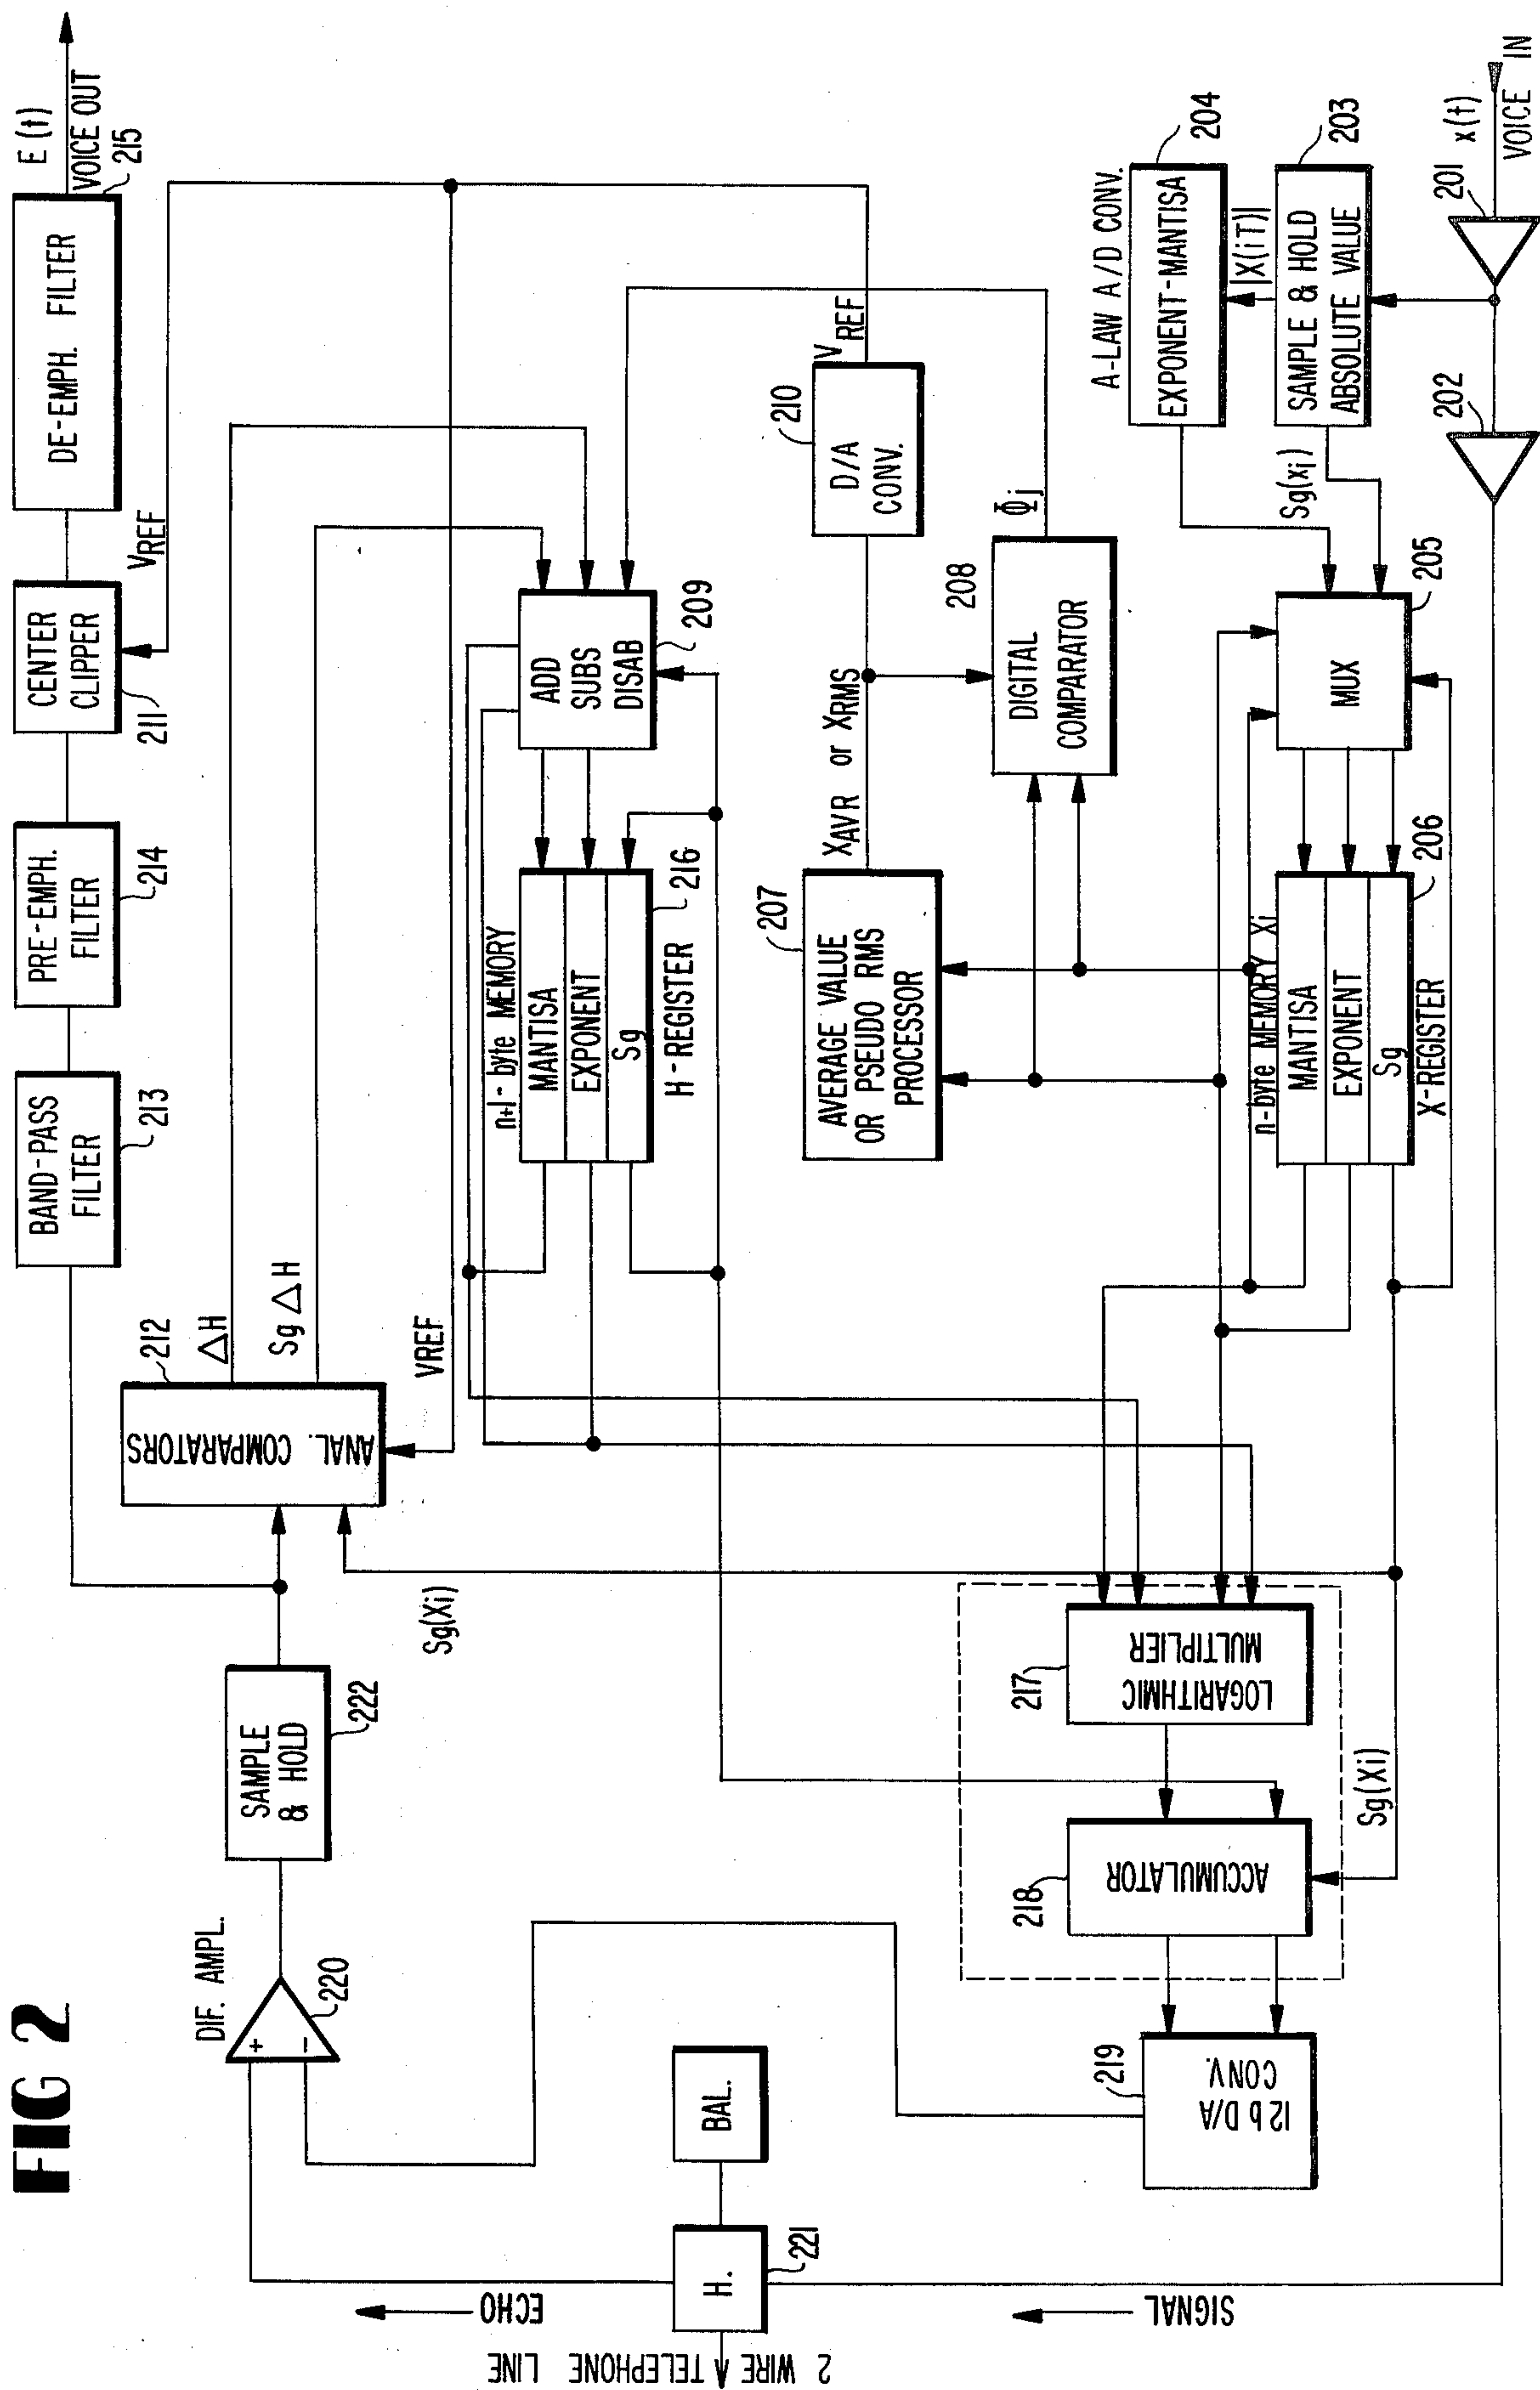 FIG 2
E (t)
VOICE OUT
215
DE-EMPH. FILTER
VREF
CENTER
CLIPPER
211
PRE-EMPH.
FILTER
214
BAND-PASS
FILTER
213
212
ANAL. COMPARATORS
ΔH
Sg ΔH
VREF
Sg(Xi)
SAMPLE
& HOLD
222
DIF. AMPL.
+
−
220
ADD
SUBS
DISAB
209
n+1-byte MEMORY
MANTISA
EXPONENT
Sg
216
H-REGISTER
VREF
210
D/A
CONV.
XAVR or XRMS
207
AVERAGE VALUE
OR PSEUDO RMS
PROCESSOR
208
DIGITAL
COMPARATOR
Φj
A-LAW A/D CONV.
204
EXPONENT-MANTISA
|X(iT)|
203
SAMPLE & HOLD
ABSOLUTE VALUE
Sg(xi)
x(t)
VOICE IN
201
202
205
MUX
n-byte MEMORY Xi
MANTISA
EXPONENT
Sg
206
X-REGISTER
217
LOGARITHMIC
MULTIPLIER
218
ACCUMULATOR
Sg(Xi)
219
12 b D/A
CONV.
BAL.
H.
221
ECHO
SIGNAL
2 WIRE TELEPHONE LINE